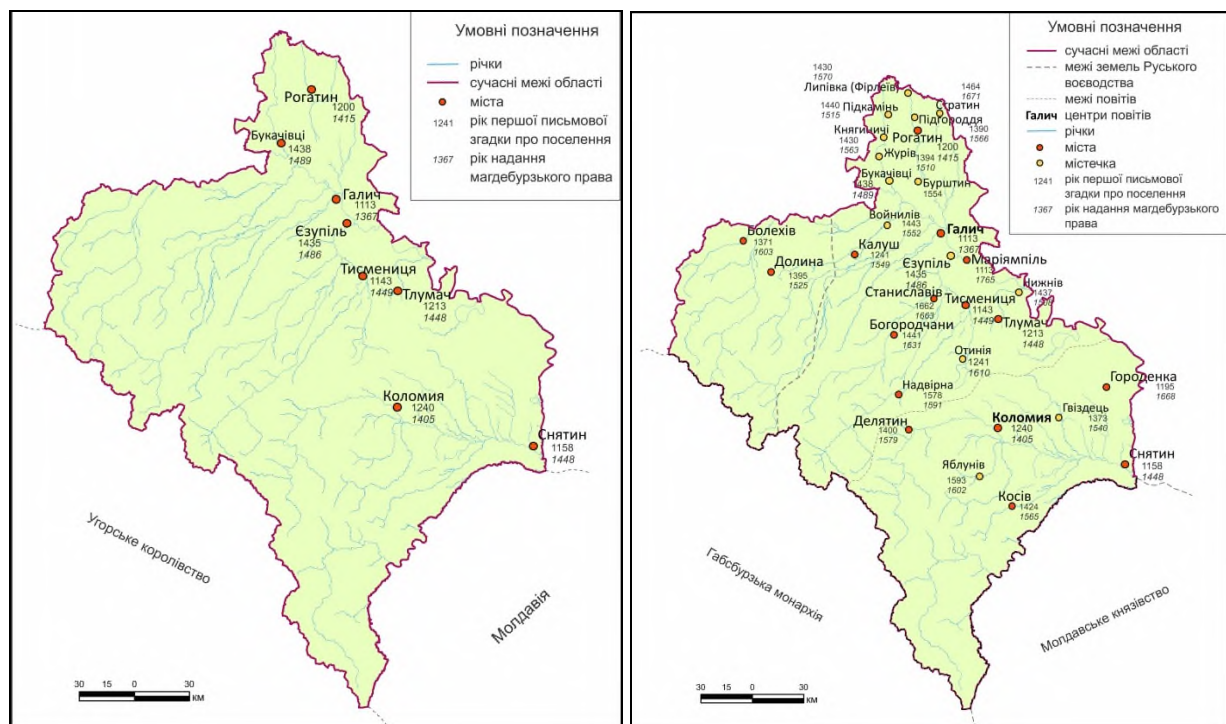 Умовні позначення
річки
сучасні межі області
міста
1241 рік першої письмової
згадки про поселення
1367 рік надання
магдебурзького права
Рогатин
1200
1415
Букачівці
1438
1489
Галич
1113
1367
Єзупіль
1435
1486
Тисмениця
1143
1449
Тлумач
1213
1448
Коломия
1240
1405
Снятин
1158
1448
Угорське королівство
Молдавія
30 15 0 30
км
Умовні позначення
сучасні межі області
межі земель Руського
воєводства
межі повітів
Галич центри повітів
річки
міста
містечка
1241 рік першої письмової
згадки про поселення
1367 рік надання магдебурзького
права
1430
1570
Липівка (Фірлеїв)
1464
1671
Стратин
1440
1515
Підкамінь
Підгороддя
1390
1566
Княгиничі
1430
1563
Рогатин
1200
1415
Журів
1394
1510
Букачівці
1438
1489
Бурштин
1554
Войнилів
1443
1552
Галич
1113
1367
Болехів
1371
1603
Калуш
1241
1549
Долина
1395
1525
Єзупіль
1435
1486
Маріямпіль
1113
1765
Нижнів
1437
Станиславів
1662
1663
Тисмениця
1143
1449
Тлумач
1213
1448
Богородчани
1441
1631
Отинія
1241
1610
Городенка
1195
1668
Надвірна
1578
1591
Гвіздець
1373
1540
Делятин
1400
1579
Коломия
1240
1405
Снятин
1158
1448
Яблунів
1593
1602
Косів
1424
1565
Габсбурзька монархія
Молдавське князівство
30 15 0 30
км